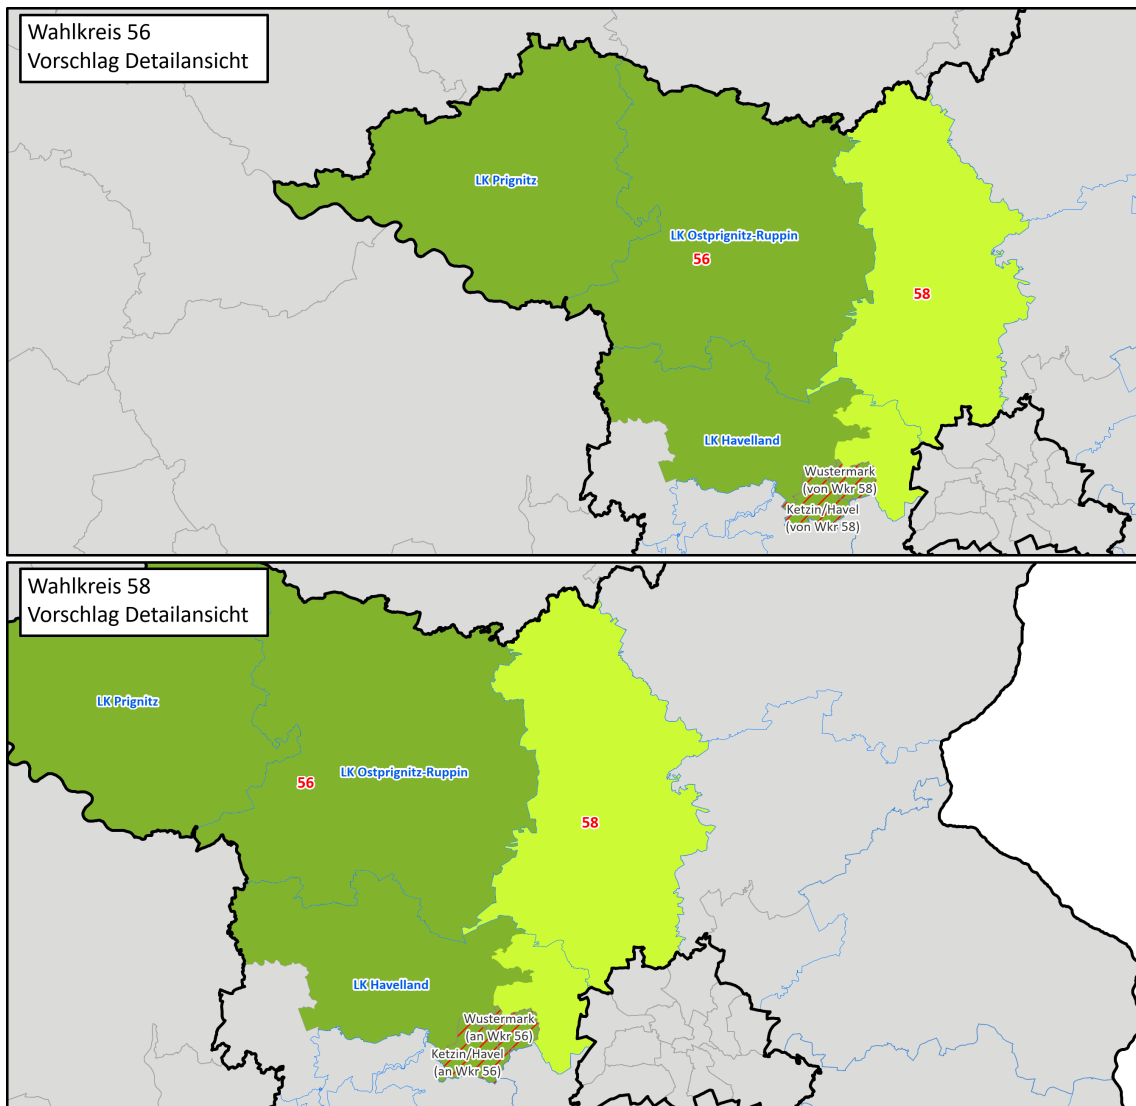 Wahlkreis 56
Vorschlag Detailansicht
LK Prignitz
LK Ostprignitz-Ruppin
56
58
LK Havelland
Wustermark
(von Wkr 58)
Ketzin/Havel
(von Wkr 58)
Wahlkreis 58
Vorschlag Detailansicht
LK Prignitz
LK Ostprignitz-Ruppin
56
58
LK Havelland
Wustermark
(an Wkr 56)
Ketzin/Havel
(an Wkr 56)